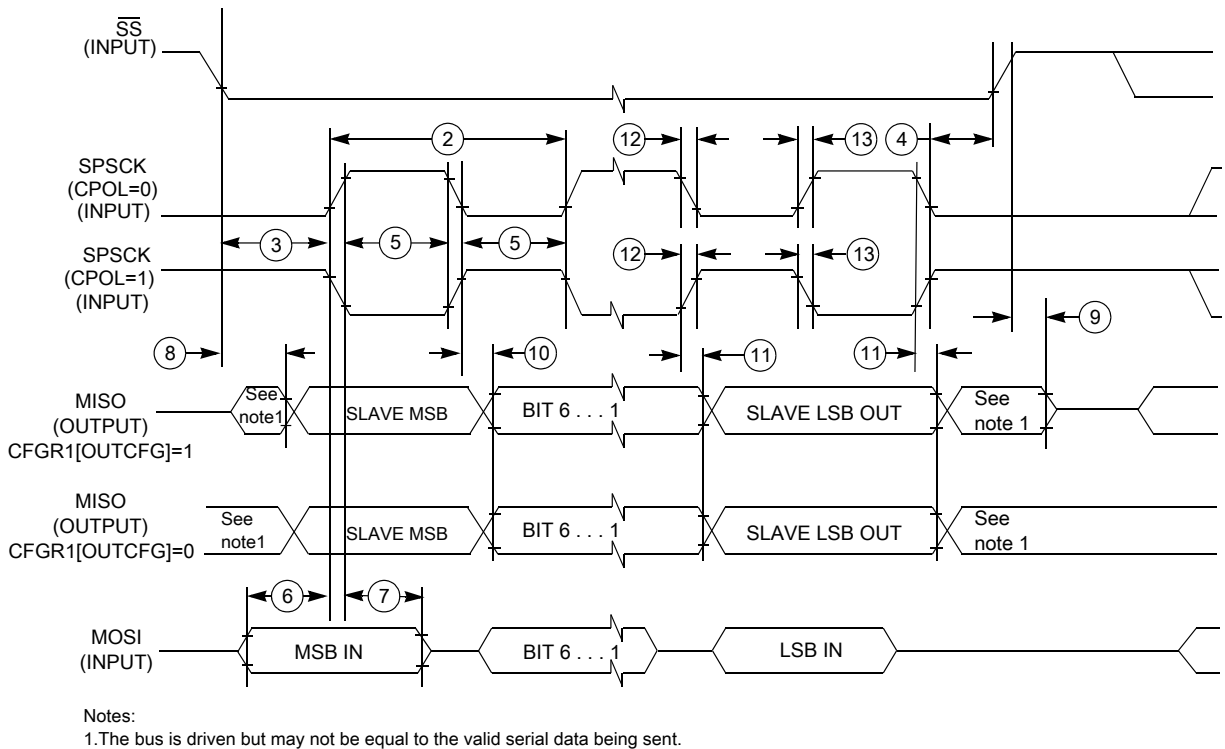 SS
(INPUT)
2
12
13
4
SPSCK
(CPOL=0)
(INPUT)
3
5
5
SPSCK
(CPOL=1)
(INPUT)
12
13
8
10
11
11
9
MISO
(OUTPUT)
CFGR1[OUTCFG]=1
See
note1
SLAVE MSB
BIT 6 . . . 1
SLAVE LSB OUT
See
note 1
MISO
(OUTPUT)
CFGR1[OUTCFG]=0
See
note1
SLAVE MSB
BIT 6 . . . 1
SLAVE LSB OUT
See
note 1
6
7
MOSI
(INPUT)
MSB IN
BIT 6 . . . 1
LSB IN
Notes:
1.The bus is driven but may not be equal to the valid serial data being sent.